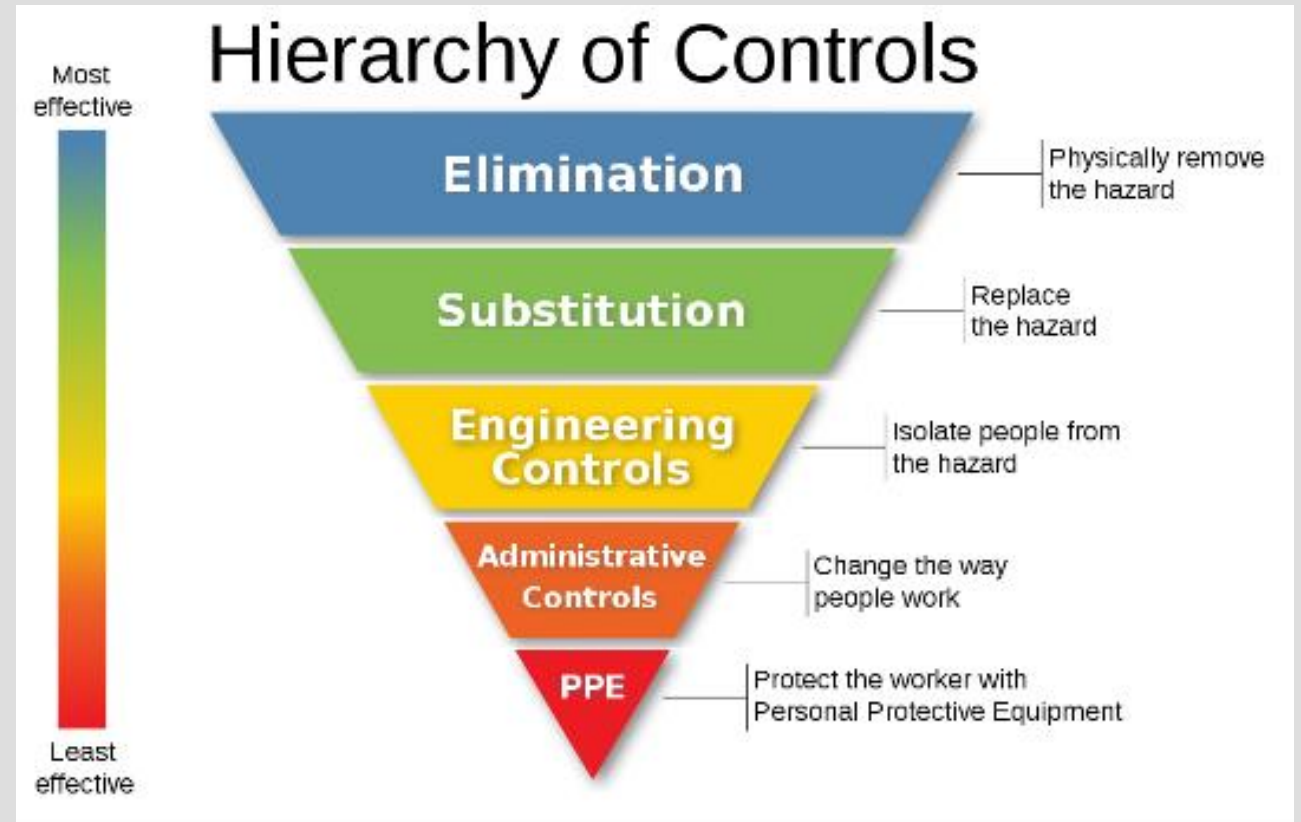 Hierarchy of Controls
Most
effective
Elimination
Physically remove
the hazard
Substitution
Replace
the hazard
Engineering
Controls
Isolate people from
the hazard
Administrative
Controls
Change the way
people work
PPE
Protect the worker with
Personal Protective Equipment
Least
effective